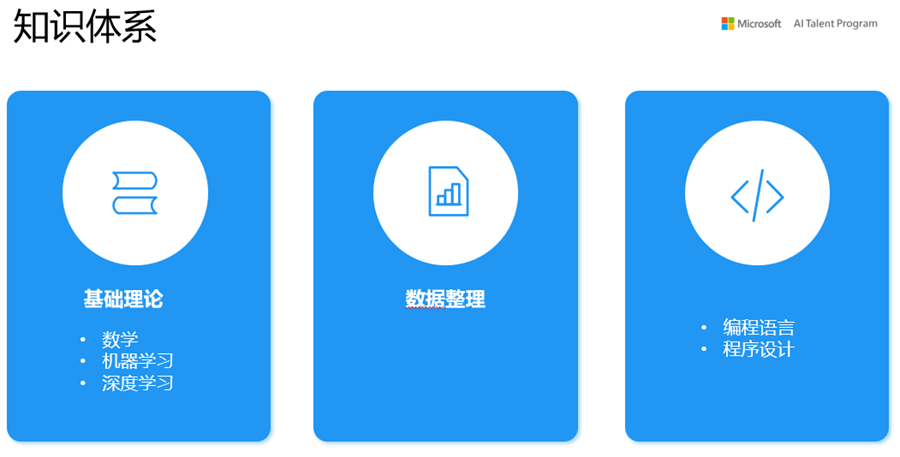 知识体系
Microsoft AI Talent Program
基础理论
• 数学
• 机器学习
• 深度学习
数据整理
• 编程语言
• 程序设计